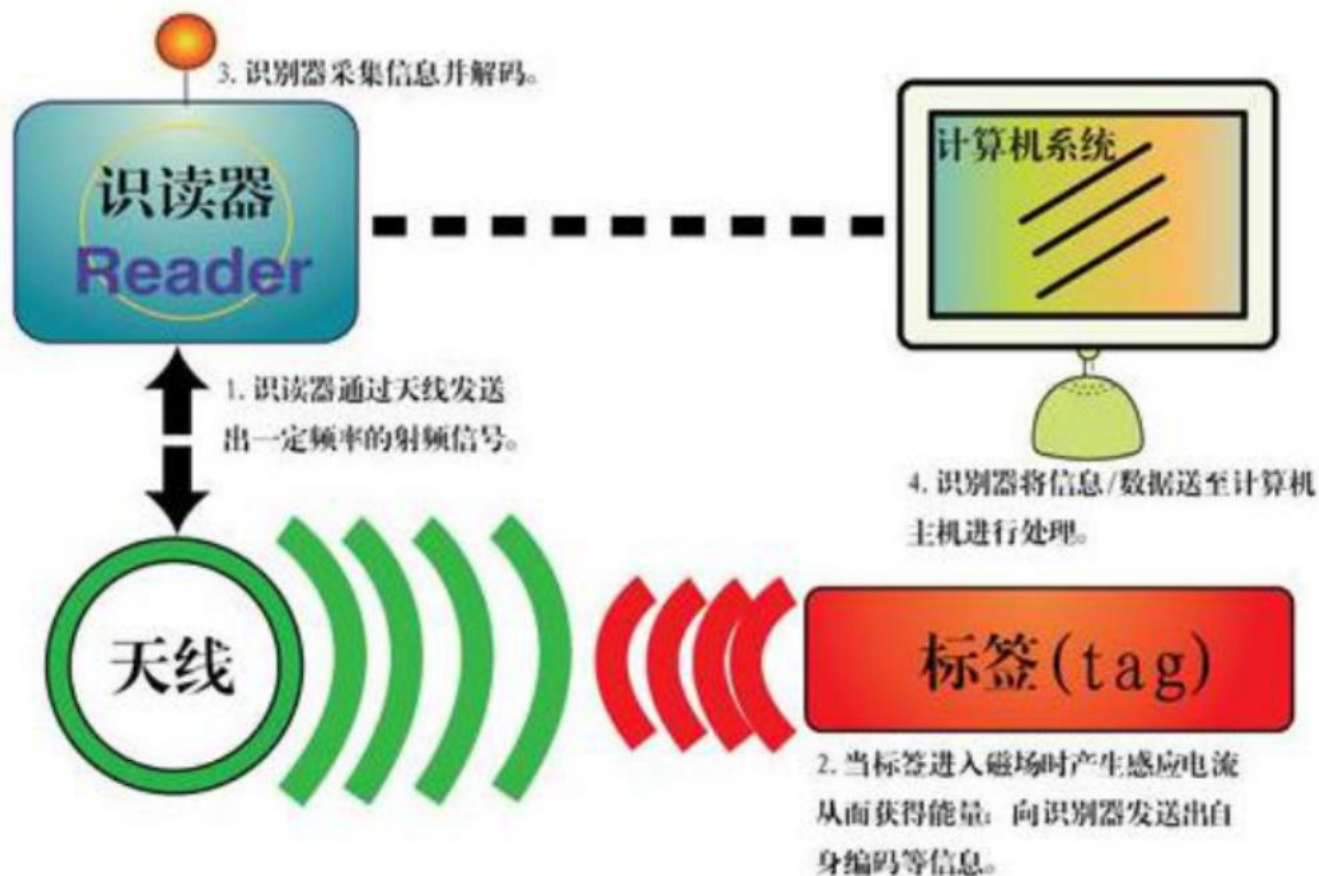 3. 识别器采集信息并解码。
识读器
Reader
计算机系统
1. 识读器通过天线发送
出一定频率的射频信号。
4. 识别器将信息/数据送至计算机
主机进行处理。
天线
标签(tag)
2. 当标签进入磁场时产生感应电流
从而获得能量; 向识别器发送出自
身编码等信息。